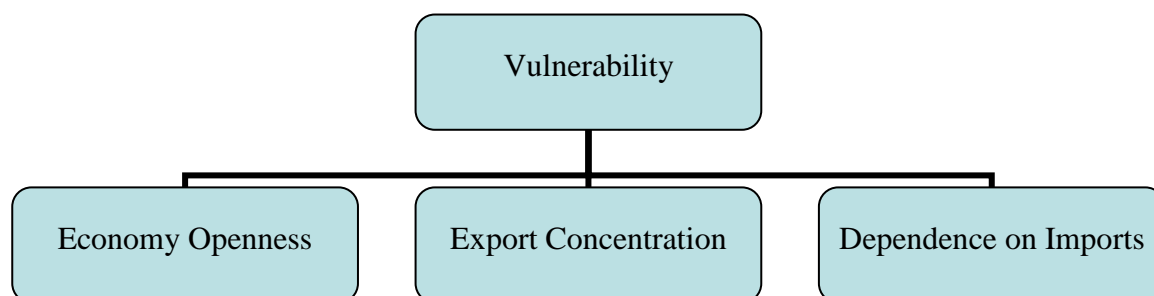 Vulnerability
Economy Openness
Export Concentration
Dependence on Imports